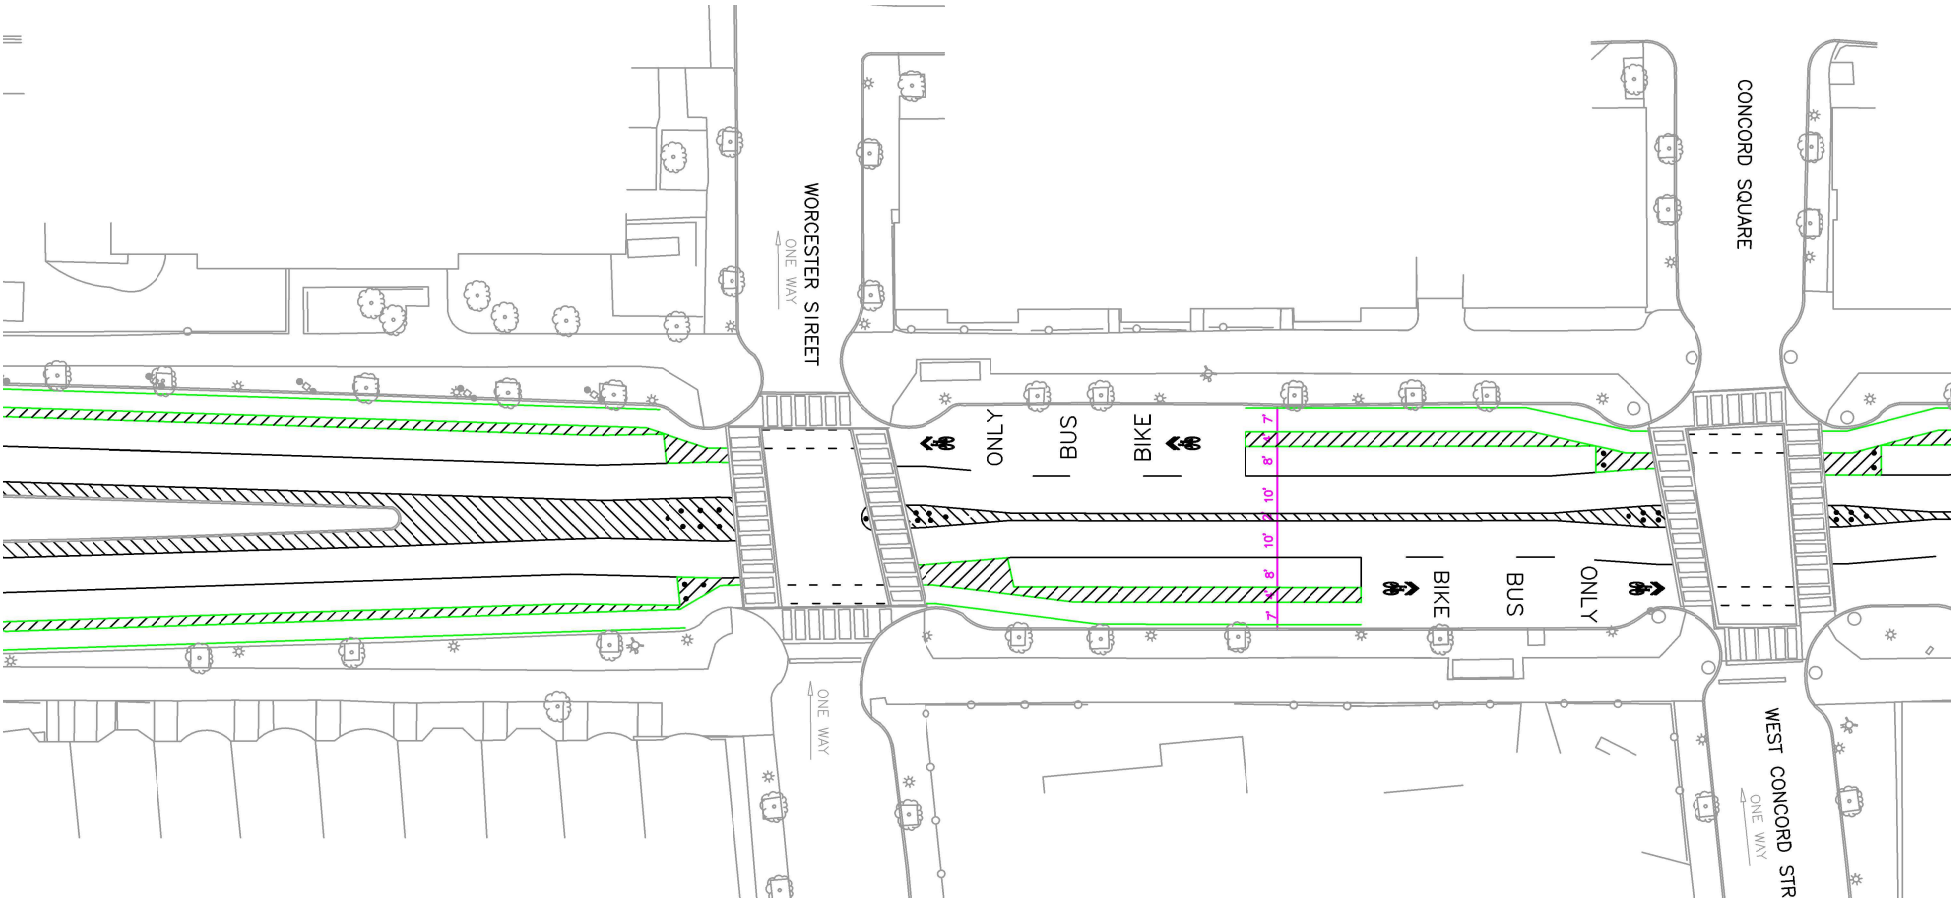 WORCESTER SIREET
ONE WAY
CONCORD SQUARE
ONLY
BUS
BIKE
7'
4'
8'
10'
2'
10'
8'
4'
7'
BIKE
BUS
ONLY
ONE WAY
WEST CONCORD STR
ONE WAY